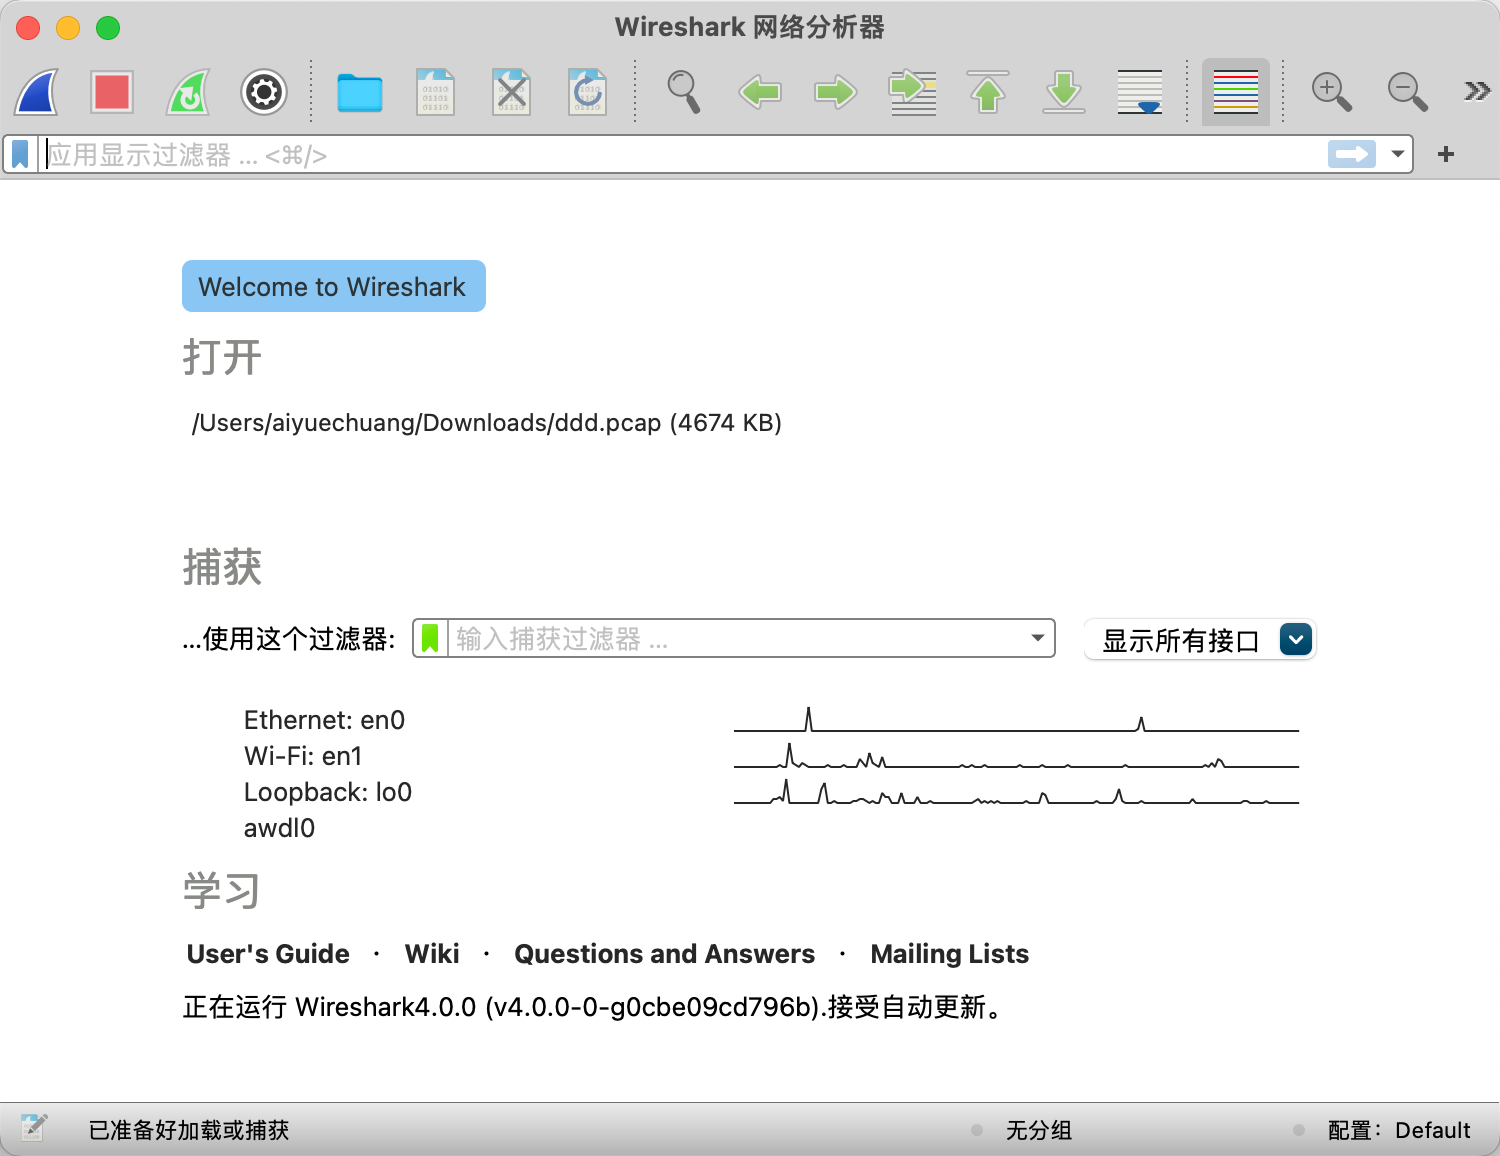 Wireshark 网络分析器
应用显示过滤器 ... <⌘/>
Welcome to Wireshark
打开
/Users/aiyuechuang/Downloads/ddd.pcap (4674 KB)
捕获
...使用这个过滤器: 输入捕获过滤器 ... 显示所有接口
Ethernet: en0
Wi-Fi: en1
Loopback: lo0
awdl0
学习
User's Guide · Wiki · Questions and Answers · Mailing Lists
正在运行 Wireshark4.0.0 (v4.0.0-0-g0cbe09cd796b).接受自动更新。
已准备好加载或捕获 无分组 配置: Default